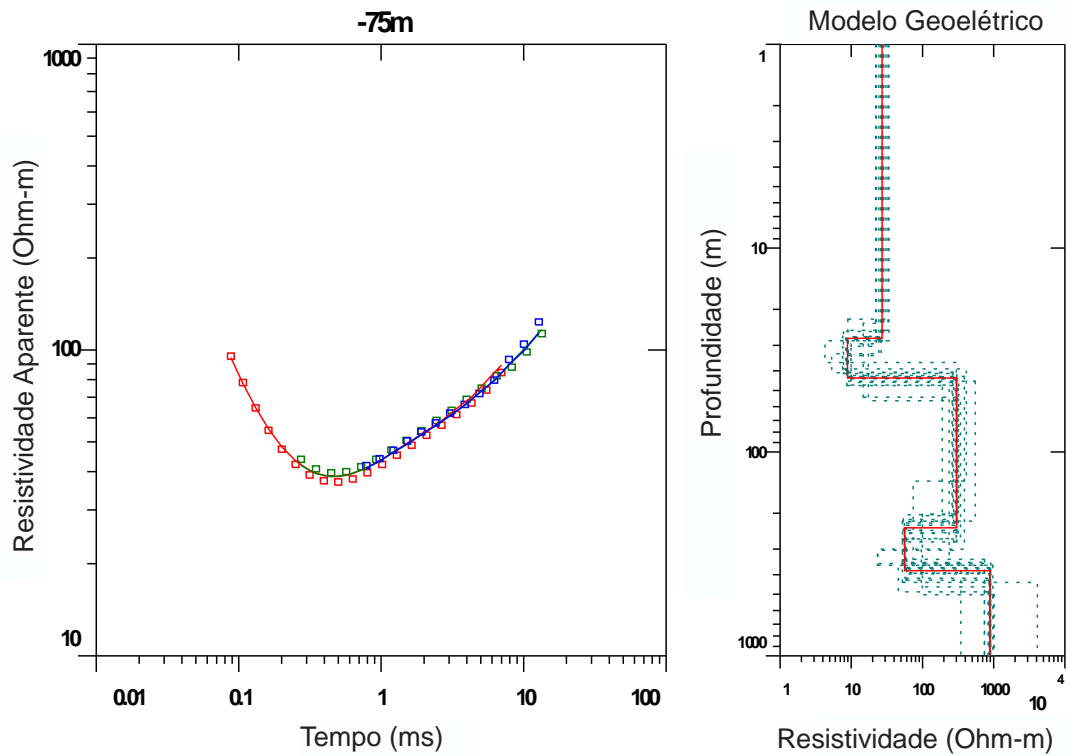 -75m
1000
100
10
0.01
0.1
1
10
100
Resistividade Aparente (Ohm-m)
Tempo (ms)
Modelo Geoelétrico
1
10
100
1000
1
10
100
1000
10 4
Profundidade (m)
Resistividade (Ohm-m)